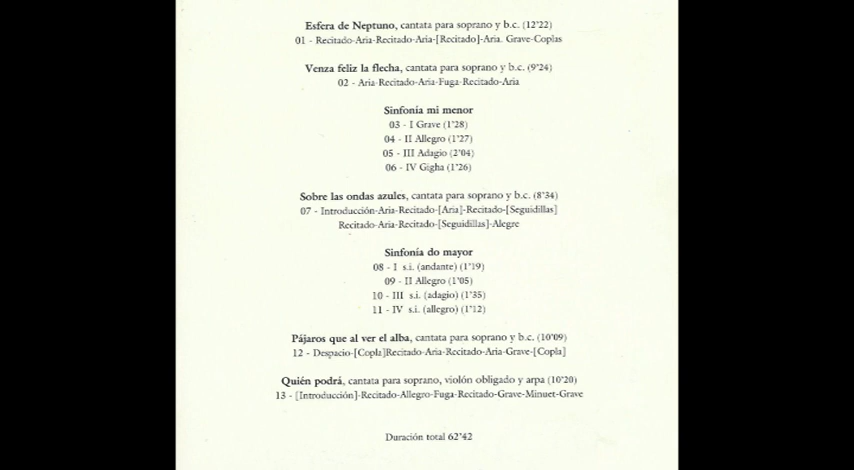 Esfera de Neptuno, cantata para soprano y b.c. (12'22)
01 - Recitado-Aria-Recitado-Aria-[Recitado]-Aria. Grave-Coplas
Venza feliz la flecha, cantata para soprano y b.c. (9'24)
02 - Aria-Recitado-Aria-Fuga-Recitado-Aria
Sinfonía mi menor
03 - I Grave (1'28)
04 - II Allegro (1'27)
05 - III Adagio (2'04)
06 - IV Gigha (1'26)
Sobre las ondas azules, cantata para soprano y b.c. (8'34)
07 - Introducción-Aria-Recitado-[Aria]-Recitado-[Seguidillas]
Recitado-Aria-Recitado-[Seguidillas]-Alegre
Sinfonía do mayor
08 - I s.i. (andante) (1'19)
09 - II Allegro (1'05)
10 - III s.i. (adagio) (1'35)
11 - IV s.i. (allegro) (1'12)
Pájaros que al ver el alba, cantata para soprano y b.c. (10'09)
12 - Despacio-[Copla]Recitado-Aria-Recitado-Aria-Grave-[Copla]
Quién podrá, cantata para soprano, violón obligado y arpa (10'20)
13 - [Introducción]-Recitado-Allegro-Fuga-Recitado-Grave-Minuet-Grave
Duración total 62'42